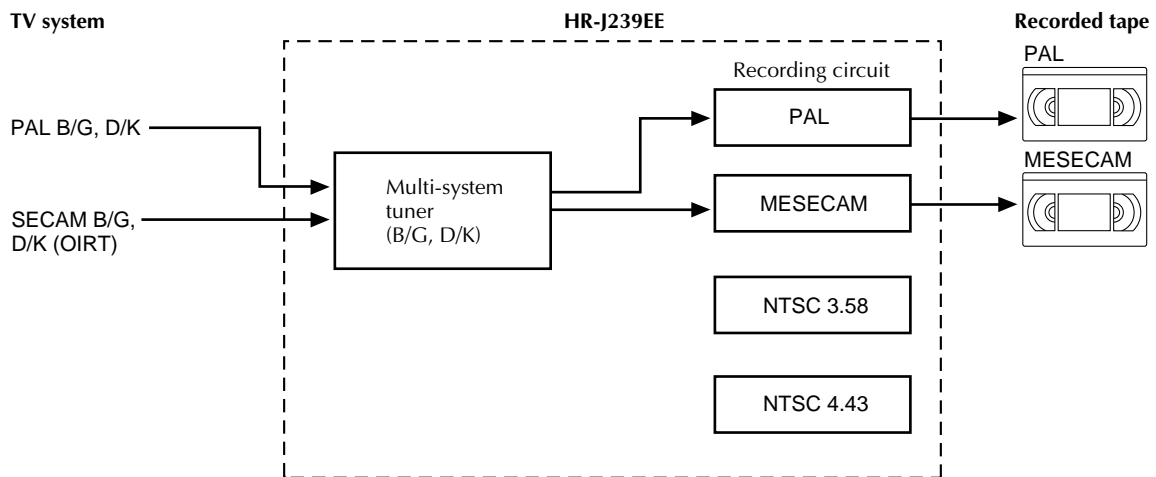 TV system
HR-J239EE
Recorded tape
PAL
Recording circuit
PAL
PAL B/G, D/K
MESECAM
Multi-system
tuner
(B/G, D/K)
MESECAM
SECAM B/G,
D/K (OIRT)
NTSC 3.58
NTSC 4.43